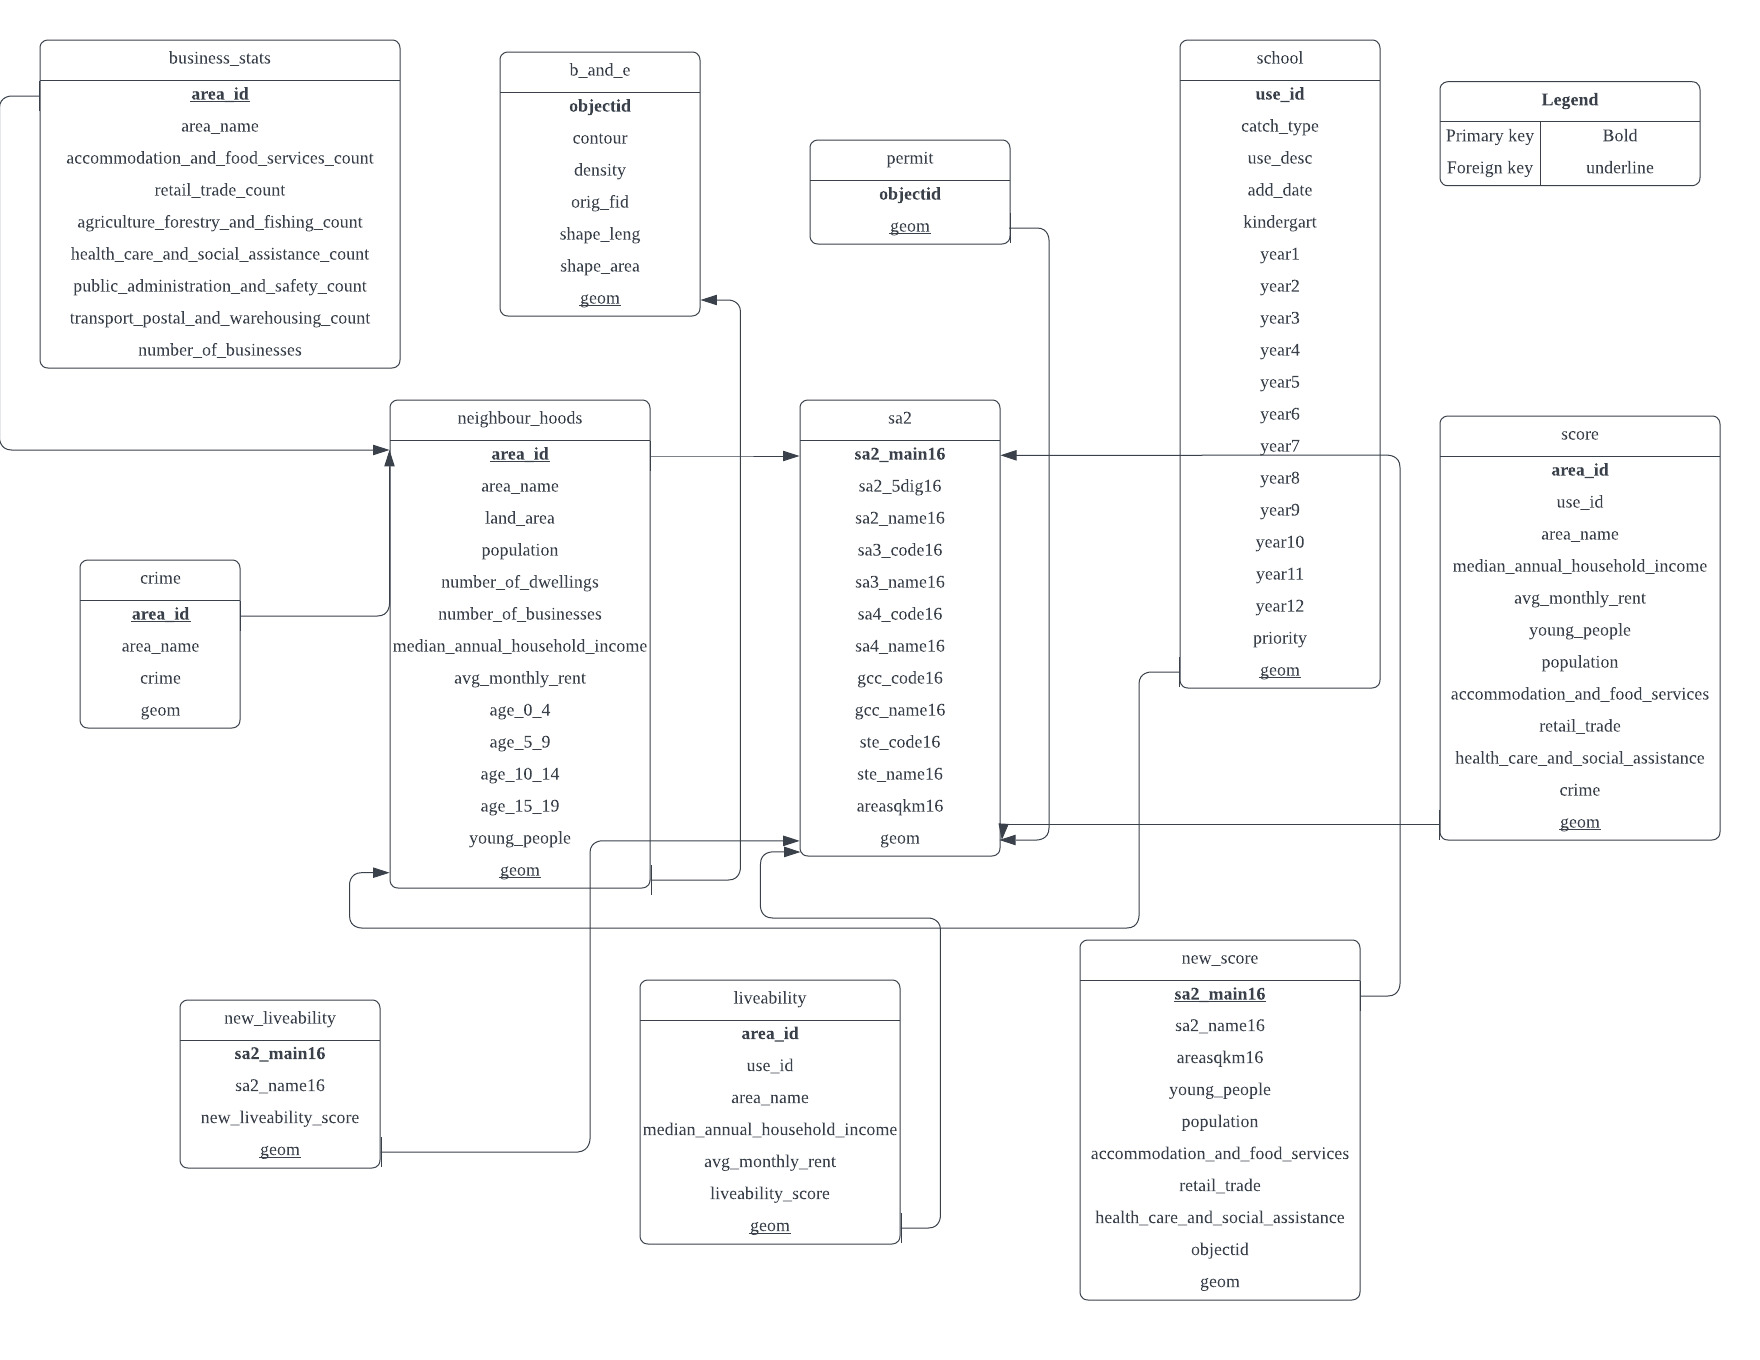 business_stats
area_id
area_name
accommodation_and_food_services_count
retail_trade_count
agriculture_forestry_and_fishing_count
health_care_and_social_assistance_count
public_administration_and_safety_count
transport_postal_and_warehousing_count
number_of_businesses
b_and_e
objectid
contour
density
orig_fid
shape_leng
shape_area
geom
permit
objectid
geom
school
use_id
catch_type
use_desc
add_date
kindergart
year1
year2
year3
year4
year5
year6
year7
year8
year9
year10
year11
year12
priority
geom
Legend
Primary key Bold
Foreign key underline
neighbour_hoods
area_id
area_name
land_area
population
number_of_dwellings
number_of_businesses
median_annual_household_income
avg_monthly_rent
age_0_4
age_5_9
age_10_14
age_15_19
young_people
geom
sa2
sa2_main16
sa2_5dig16
sa2_name16
sa3_code16
sa3_name16
sa4_code16
sa4_name16
gcc_code16
gcc_name16
ste_code16
ste_name16
areasqkm16
geom
score
area_id
use_id
area_name
median_annual_household_income
avg_monthly_rent
young_people
population
accommodation_and_food_services
retail_trade
health_care_and_social_assistance
crime
geom
crime
area_id
area_name
crime
geom
new_liveability
sa2_main16
sa2_name16
new_liveability_score
geom
liveability
area_id
use_id
area_name
median_annual_household_income
avg_monthly_rent
liveability_score
geom
new_score
sa2_main16
sa2_name16
areasqkm16
young_people
population
accommodation_and_food_services
retail_trade
health_care_and_social_assistance
objectid
geom